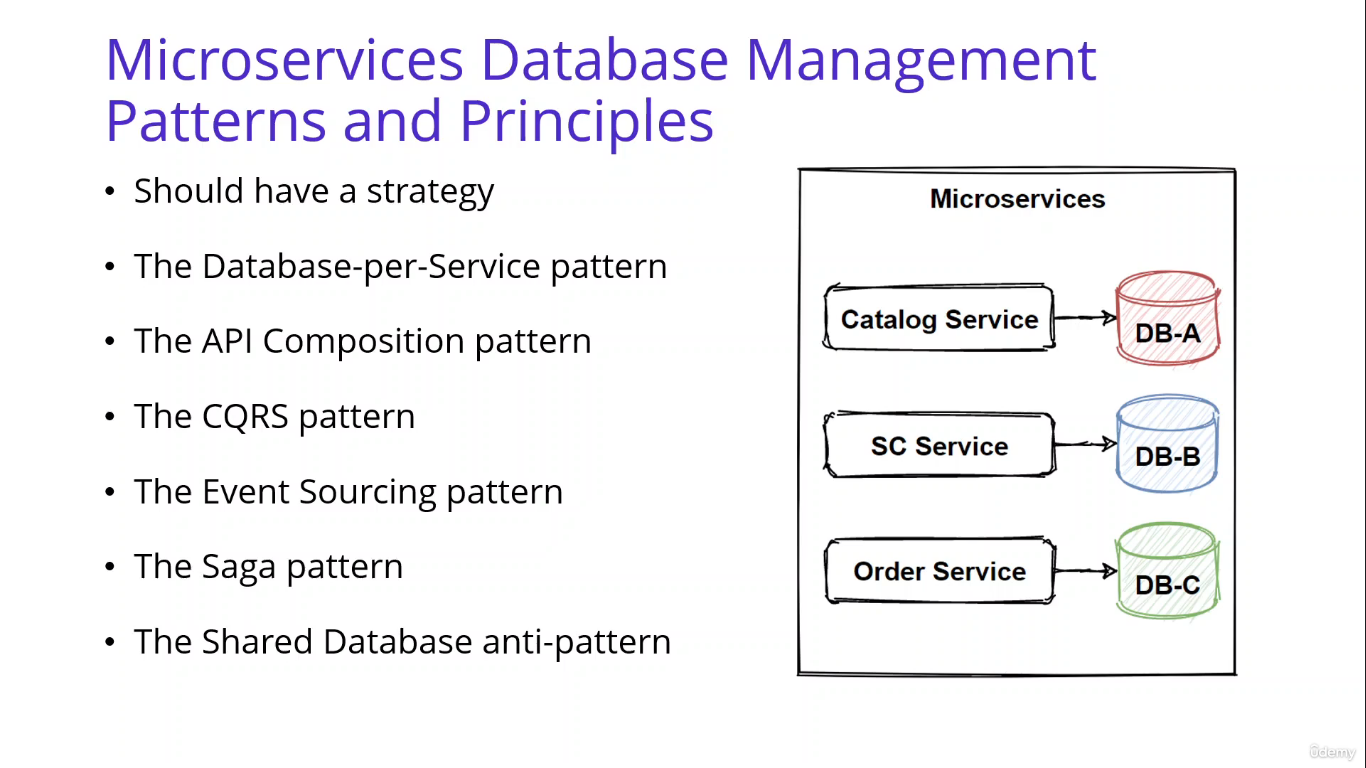 Microservices Database Management
Patterns and Principles
• Should have a strategy
• The Database-per-Service pattern
• The API Composition pattern
• The CQRS pattern
• The Event Sourcing pattern
• The Saga pattern
• The Shared Database anti-pattern
Microservices
Catalog Service
DB-A
SC Service
DB-B
Order Service
DB-C
ûdemy